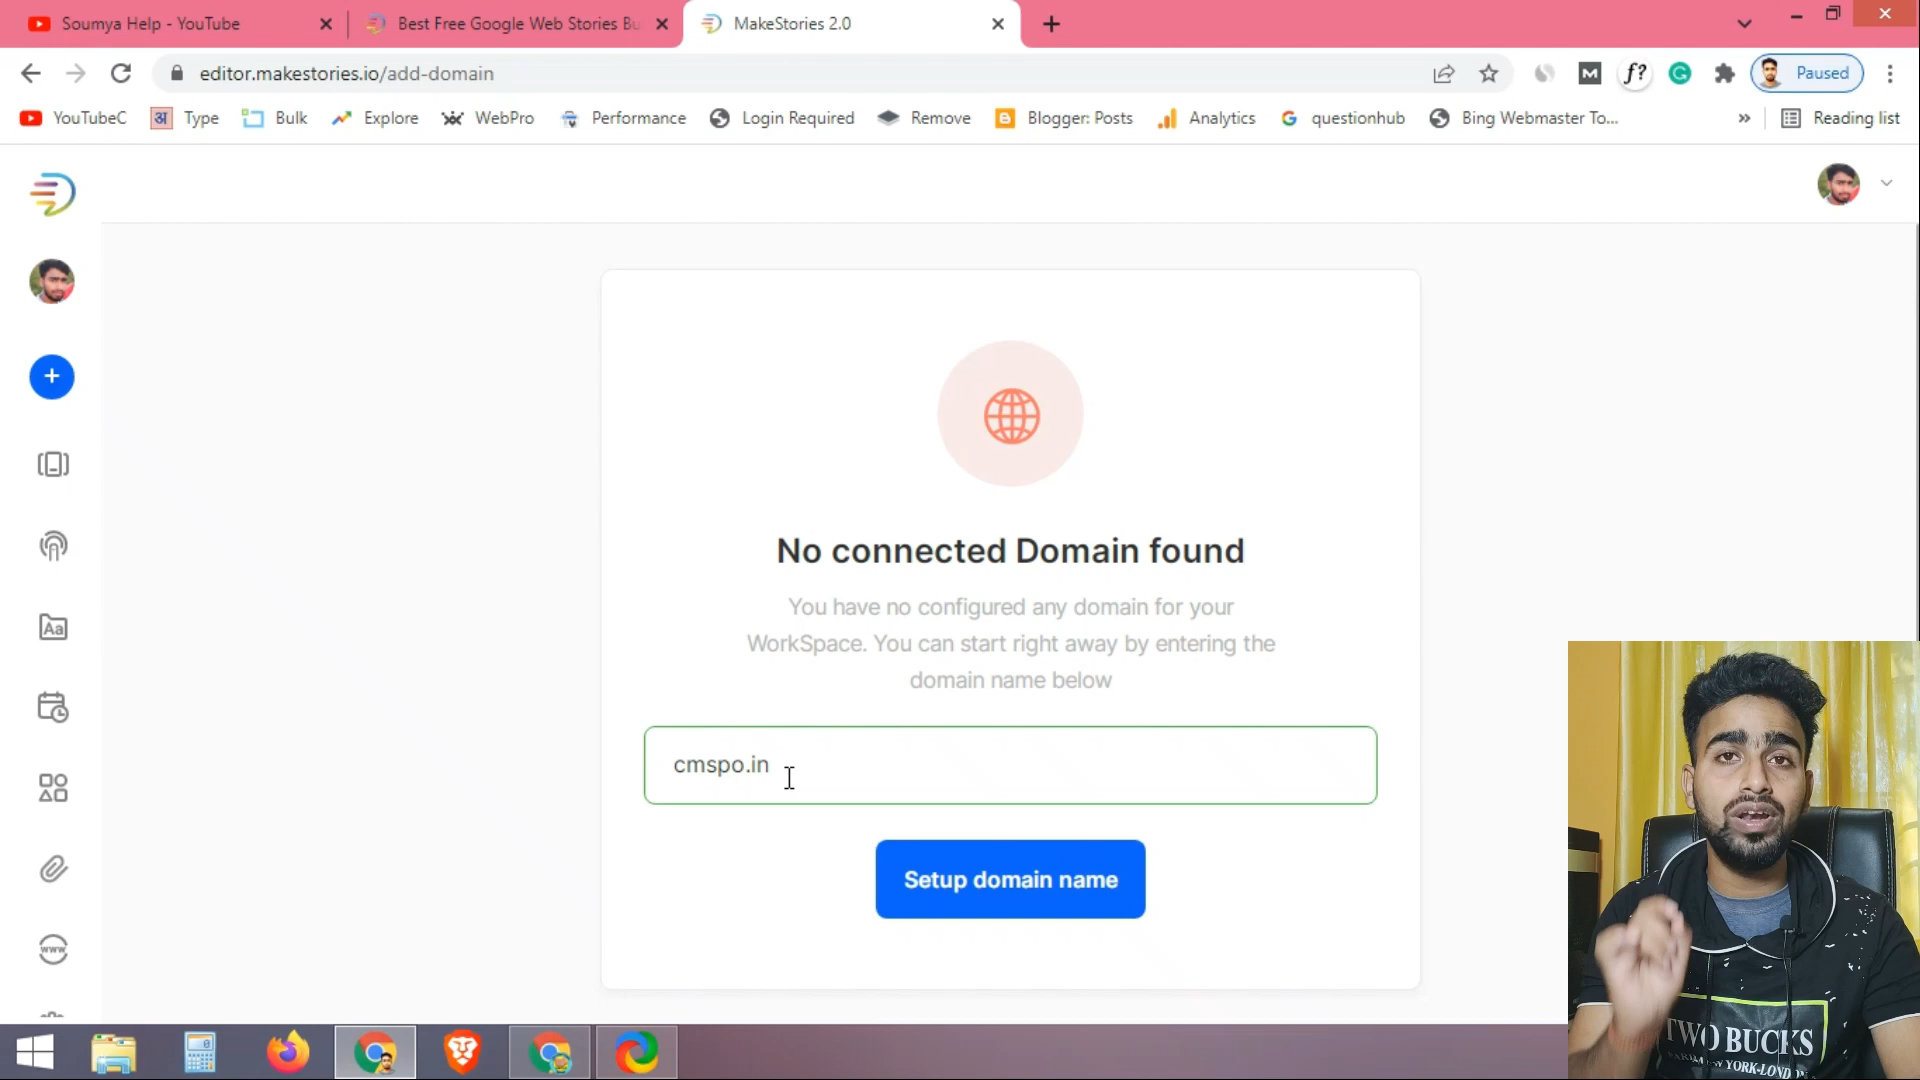 Soumya Help - YouTube
Best Free Google Web Stories Bu
MakeStories 2.0
editor.makestories.io/add-domain
M
f?
Paused
YouTubeC
अ
Type
Bulk
Explore
WebPro
Performance
Login Required
Remove
Blogger: Posts
Analytics
questionhub
Bing Webmaster To...
Reading list
No connected Domain found
You have no configured any domain for your
WorkSpace. You can start right away by entering the
domain name below
cmspo.in
Setup domain name
Aa
www
TWO BUCKS
YORK-LOND